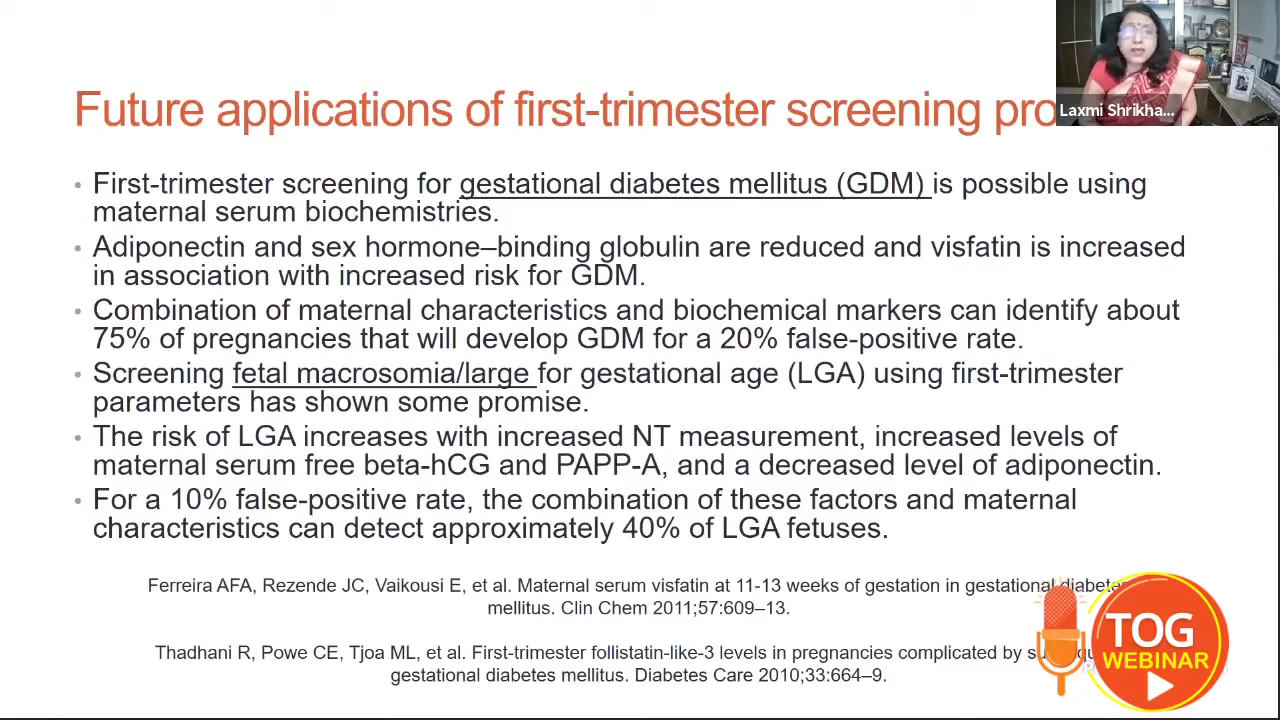 Future applications of first-trimester screening pro
Laxmi Shrikha...
• First-trimester screening for gestational diabetes mellitus (GDM) is possible using
maternal serum biochemistries.
• Adiponectin and sex hormone–binding globulin are reduced and visfatin is increased
in association with increased risk for GDM.
• Combination of maternal characteristics and biochemical markers can identify about
75% of pregnancies that will develop GDM for a 20% false-positive rate.
• Screening fetal macrosomia/large for gestational age (LGA) using first-trimester
parameters has shown some promise.
• The risk of LGA increases with increased NT measurement, increased levels of
maternal serum free beta-hCG and PAPP-A, and a decreased level of adiponectin.
• For a 10% false-positive rate, the combination of these factors and maternal
characteristics can detect approximately 40% of LGA fetuses.
Ferreira AFA, Rezende JC, Vaikousi E, et al. Maternal serum visfatin at 11-13 weeks of gestation in gestational diabetes
mellitus. Clin Chem 2011;57:609–13.
Thadhani R, Powe CE, Tjoa ML, et al. First-trimester follistatin-like-3 levels in pregnancies complicated by
gestational diabetes mellitus. Diabetes Care 2010;33:664–9.
TOG
WEBINAR